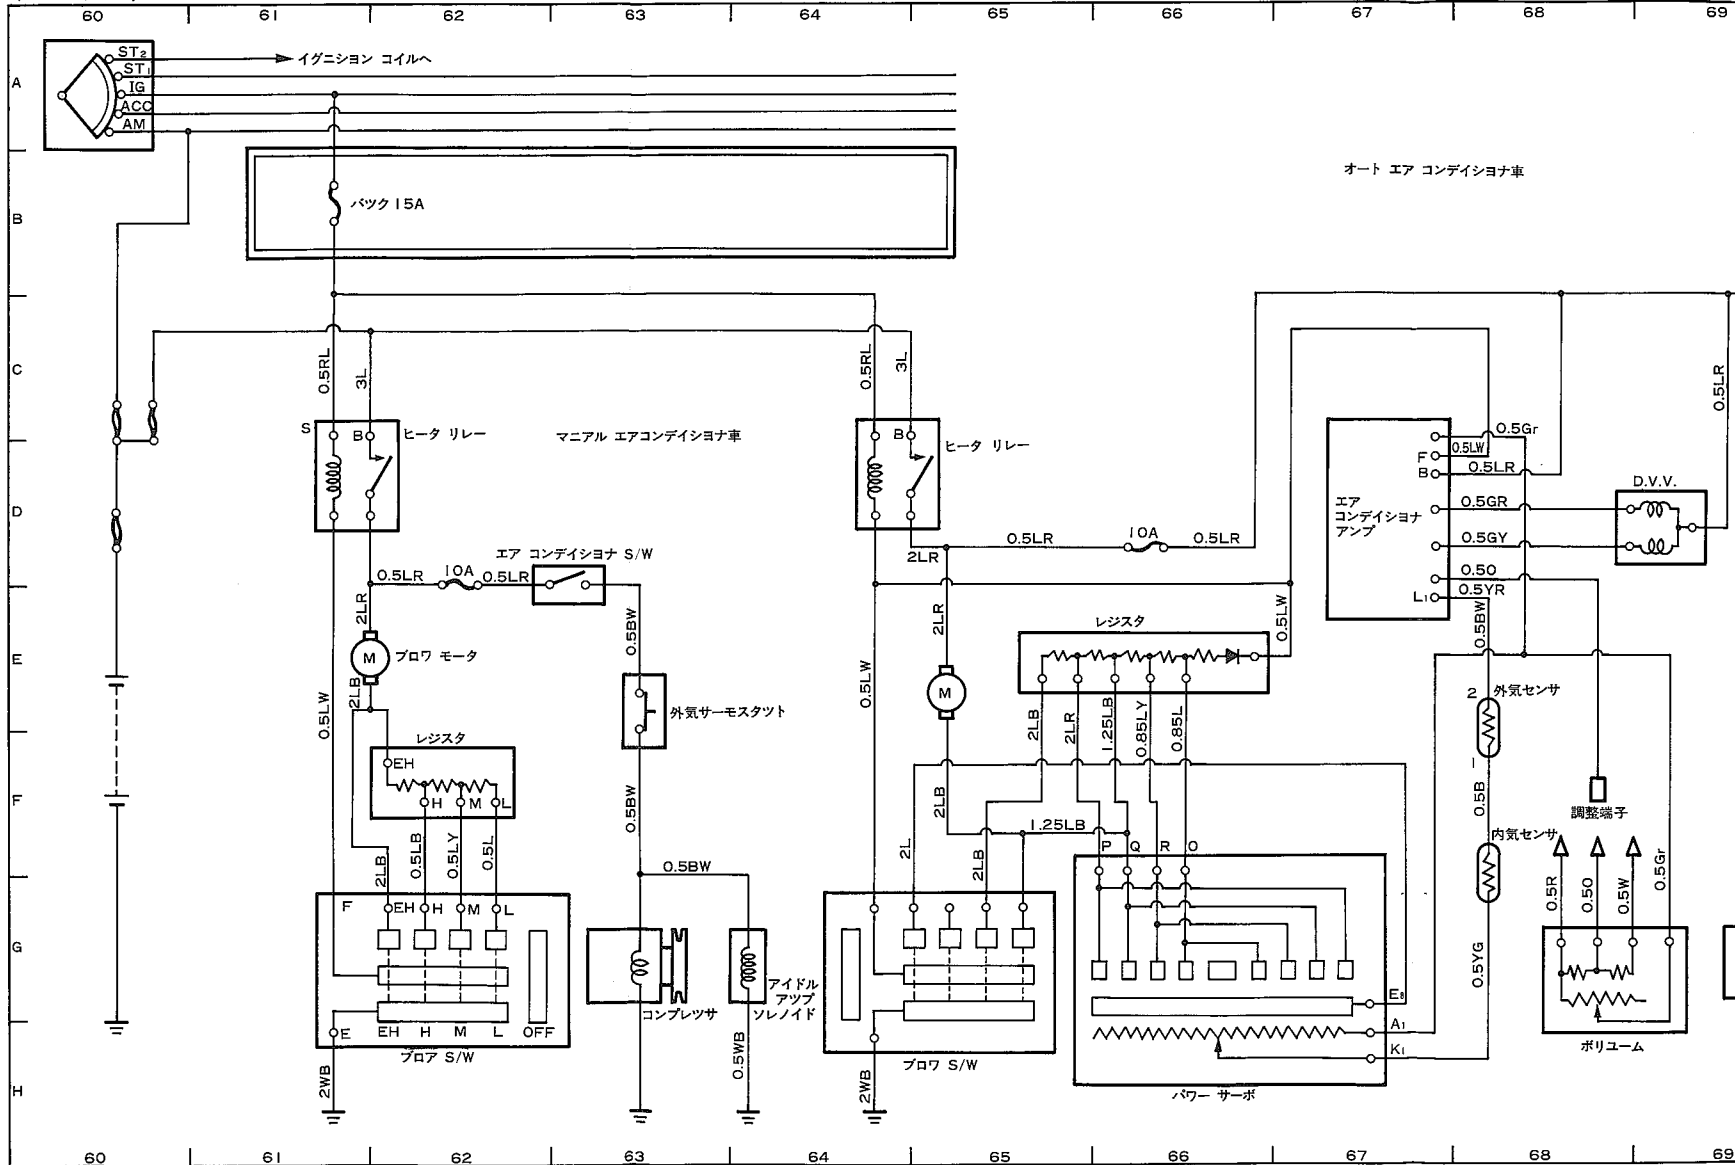 60 61 62 63 64 65 66 67 68 69
A
ST2
イグニシヨン コイルへ
ST1
IG
ACC
AM
オート エア コンデイシヨナ車
B
バツク 15A
C
0.5RL
3L
0.5RL
3L
0.5LR
S
B
ヒータ リレー
マニアル エアコンデイシヨナ車
B
ヒータ リレー
0.5Gr
F
0.5LW
B
0.5LR
D.V.V.
D
エア
コンデイシヨナ
アンプ
0.5GR
0.5GY
0.5O
L1
0.5YR
エア コンデイシヨナ S/W
0.5LR
10A
0.5LR
2LR
0.5LR
10A
0.5LR
E
2LR
0.5BW
2LR
0.5LW
0.5BW
レジスタ
M
ブロワ モータ
2LB
0.5LW
外気サーモスタツト
0.5LW
M
2LB
2LR
1.25LB
0.85LY
0.85L
2
外気センサ
1
F
レジスタ
EH
H
M
L
0.5BW
2LB
1.25LB
0.5B
調整端子
内気センサ
2LB
0.5LB
0.5LY
0.5L
0.5BW
2L
2LB
P
Q
R
O
0.5R
0.5O
0.5W
0.5Gr
G
F
EH
H
M
L
コンプレツサ
アイドル
アツプ
ソレノイド
0.5YG
E8
A1
K1
E
EH
H
M
L
OFF
ブロア S/W
ブロワ S/W
パワー サーボ
ボリユーム
H
2WB
0.5WB
2WB
60 61 62 63 64 65 66 67 68 69